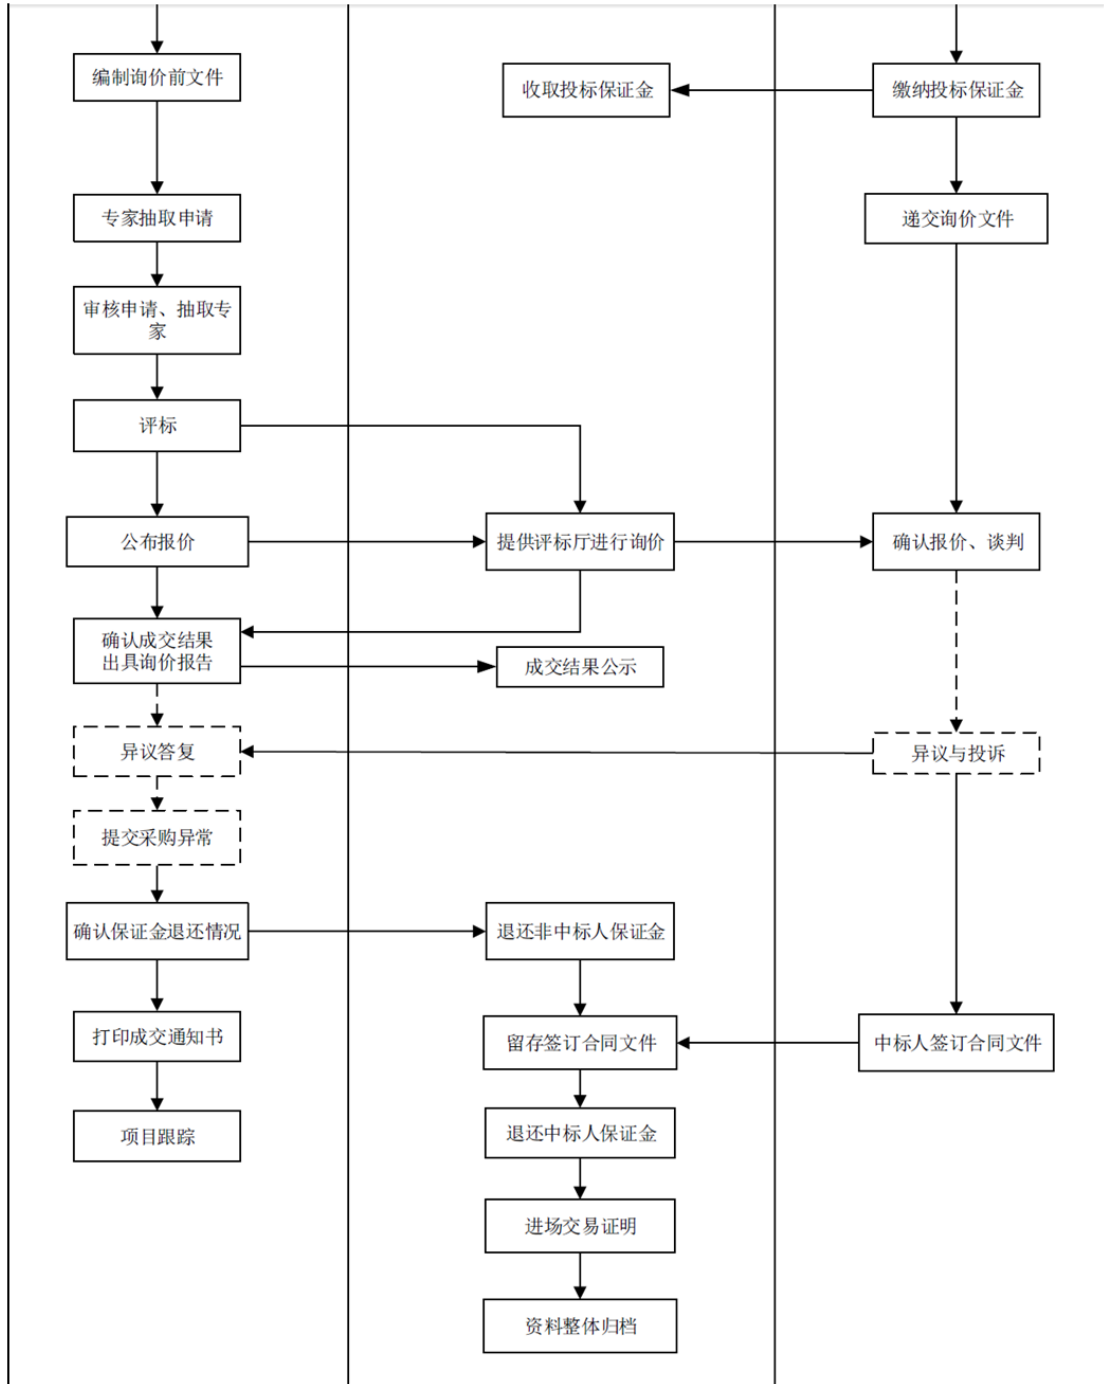 编制询价前文件
收取投标保证金
缴纳投标保证金
专家抽取申请
递交询价文件
审核申请、抽取专
家
评标
公布报价
提供评标厅进行询价
确认报价、谈判
确认成交结果
出具询价报告
成交结果公示
异议答复
异议与投诉
提交采购异常
确认保证金退还情况
退还非中标人保证金
打印成交通知书
留存签订合同文件
中标人签订合同文件
项目跟踪
退还中标人保证金
进场交易证明
资料整体归档